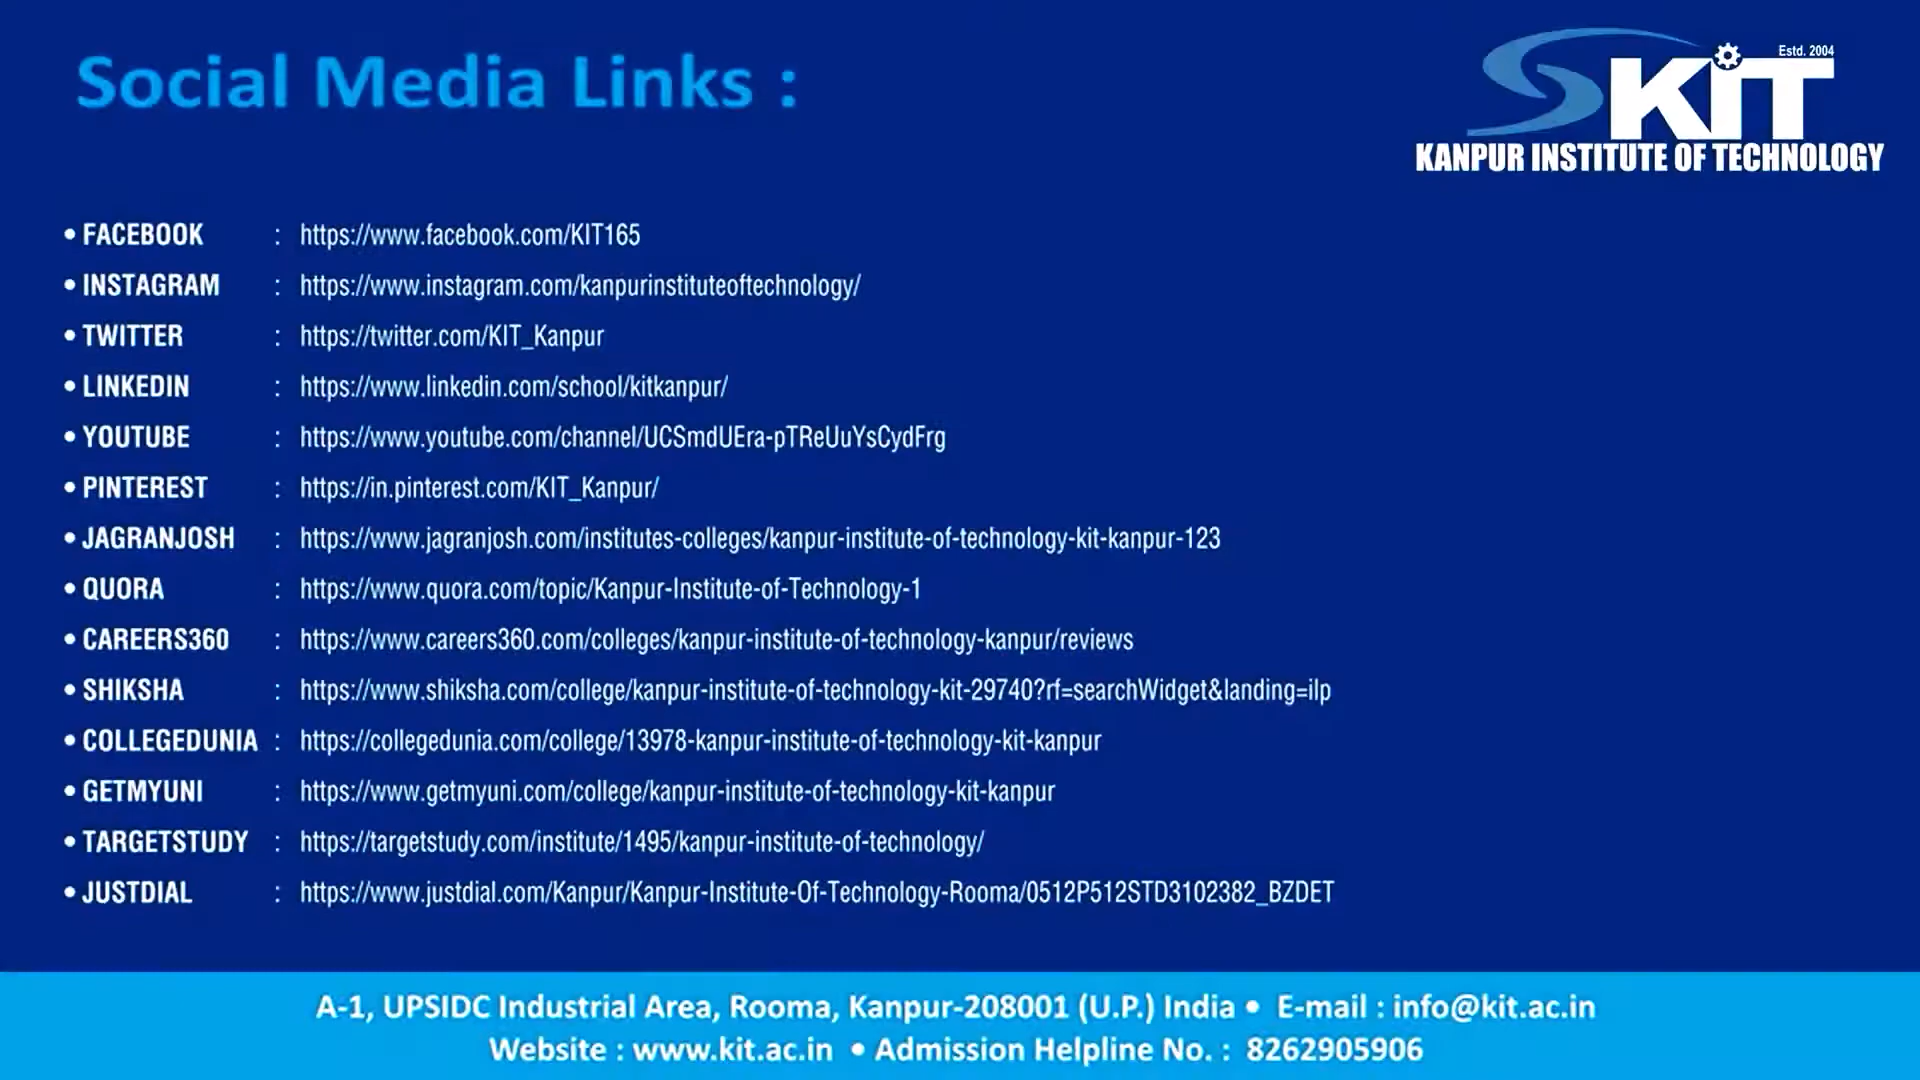 Social Media Links :
Estd. 2004
KIT
KANPUR INSTITUTE OF TECHNOLOGY
• FACEBOOK : https://www.facebook.com/KIT165
• INSTAGRAM : https://www.instagram.com/kanpurinstituteoftechnology/
• TWITTER : https://twitter.com/KIT_Kanpur
• LINKEDIN : https://www.linkedin.com/school/kitkanpur/
• YOUTUBE : https://www.youtube.com/channel/UCSmdUEra-pTReUuYsCydFrg
• PINTEREST : https://in.pinterest.com/KIT_Kanpur/
• JAGRANJOSH : https://www.jagranjosh.com/institutes-colleges/kanpur-institute-of-technology-kit-kanpur-123
• QUORA : https://www.quora.com/topic/Kanpur-Institute-of-Technology-1
• CAREERS360 : https://www.careers360.com/colleges/kanpur-institute-of-technology-kanpur/reviews
• SHIKSHA : https://www.shiksha.com/college/kanpur-institute-of-technology-kit-29740?rf=searchWidget&landing=ilp
• COLLEGEDUNIA : https://collegedunia.com/college/13978-kanpur-institute-of-technology-kit-kanpur
• GETMYUNI : https://www.getmyuni.com/college/kanpur-institute-of-technology-kit-kanpur
• TARGETSTUDY : https://targetstudy.com/institute/1495/kanpur-institute-of-technology/
• JUSTDIAL : https://www.justdial.com/Kanpur/Kanpur-Institute-Of-Technology-Rooma/0512P512STD3102382_BZDET
A-1, UPSIDC Industrial Area, Rooma, Kanpur-208001 (U.P.) India • E-mail : info@kit.ac.in
Website : www.kit.ac.in • Admission Helpline No. : 8262905906